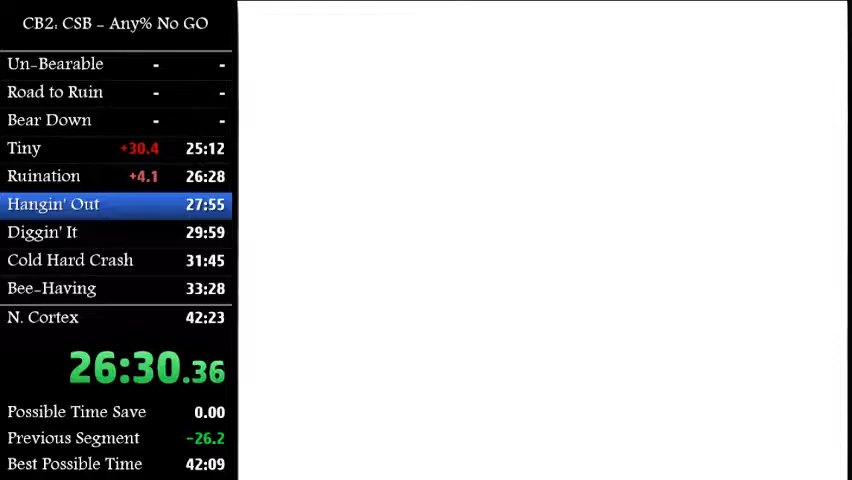 CB2: CSB - Any% No GO
Un-Bearable - -
Road to Ruin - -
Bear Down - -
Tiny +30.4 25:12
Ruination +4.1 26:28
Hangin' Out 27:55
Diggin' It 29:59
Cold Hard Crash 31:45
Bee-Having 33:28
N. Cortex 42:23
26:30.36
Possible Time Save 0.00
Previous Segment -26.2
Best Possible Time 42:09